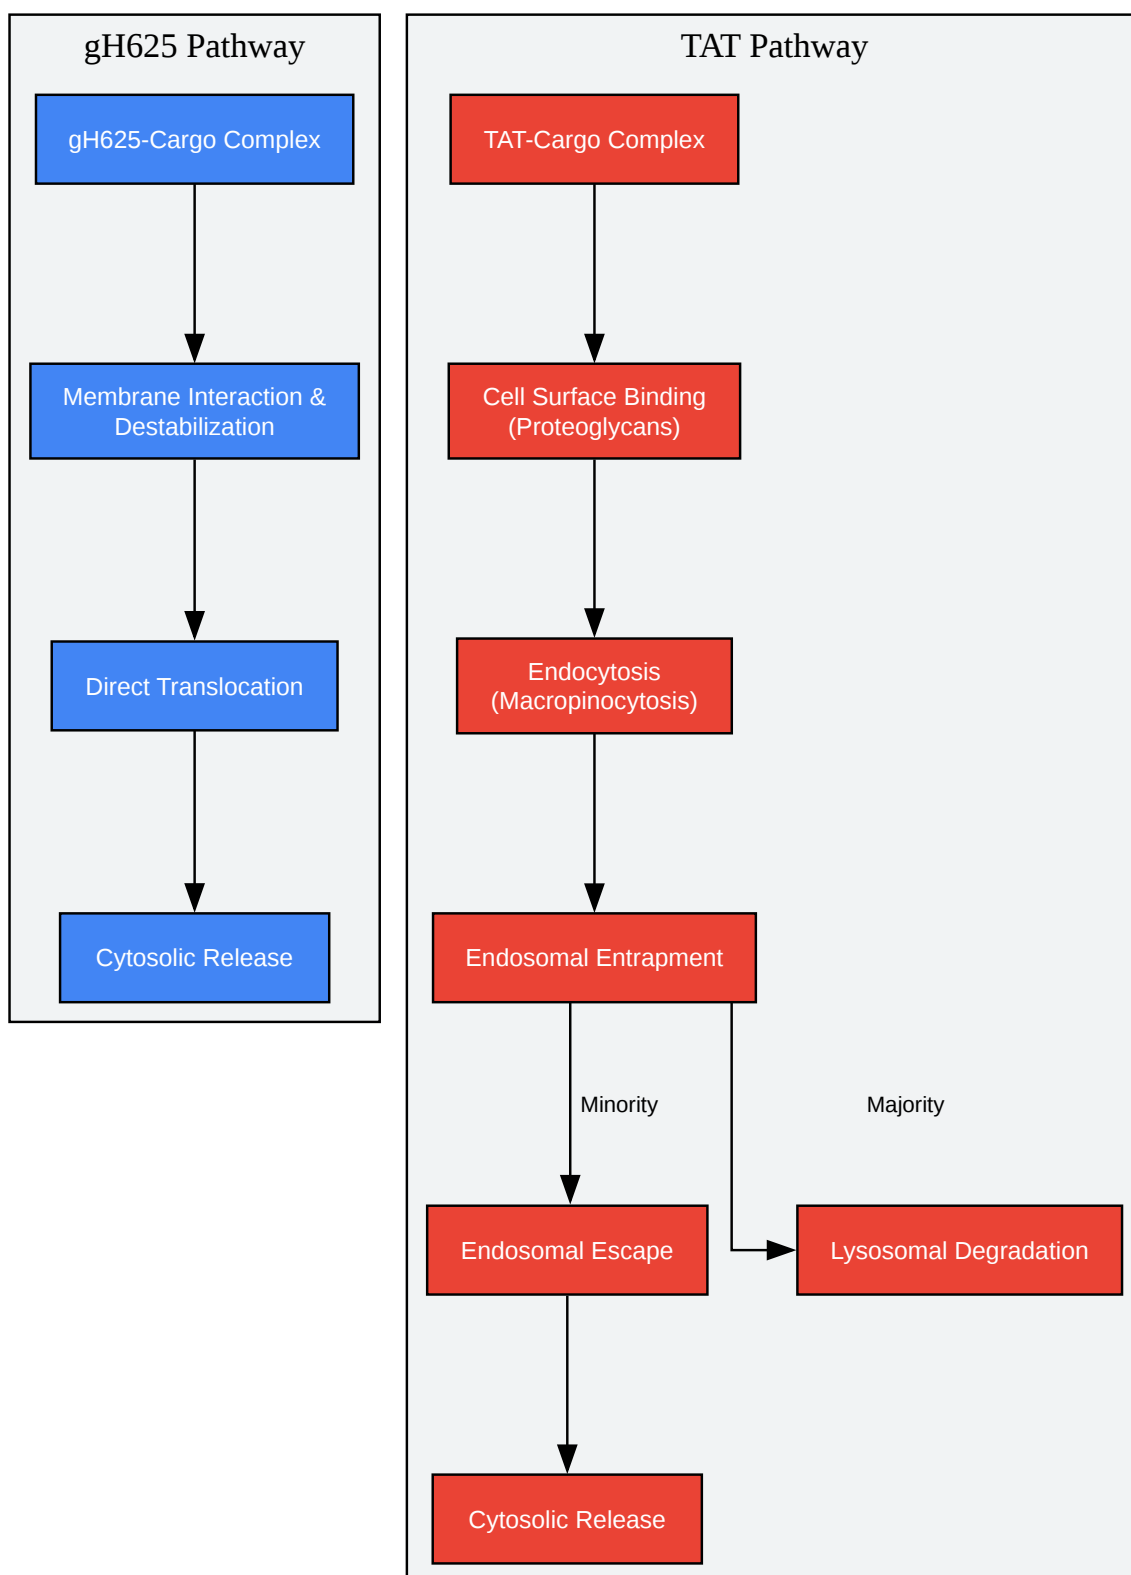 gH625 Pathway
gH625-Cargo Complex
Membrane Interaction &
Destabilization
Direct Translocation
Cytosolic Release
TAT Pathway
TAT-Cargo Complex
Cell Surface Binding
(Proteoglycans)
Endocytosis
(Macropinocytosis)
Endosomal Entrapment
Minority
Majority
Endosomal Escape
Lysosomal Degradation
Cytosolic Release